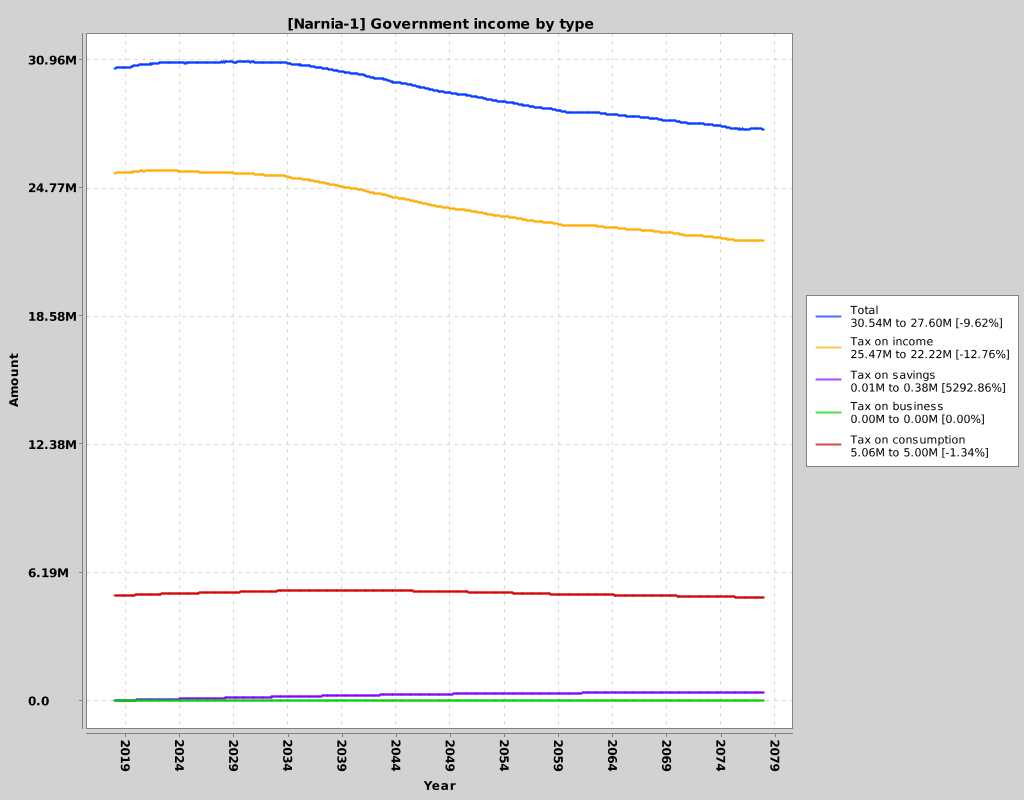 [Narnia-1] Government income by type
30.96M
24.77M
18.58M
12.38M
6.19M
0.0
Amount
2019
2024
2029
2034
2039
2044
2049
2054
2059
2064
2069
2074
2079
Year
Total
30.54M to 27.60M [-9.62%]
Tax on income
25.47M to 22.22M [-12.76%]
Tax on savings
0.01M to 0.38M [5292.86%]
Tax on business
0.00M to 0.00M [0.00%]
Tax on consumption
5.06M to 5.00M [-1.34%]